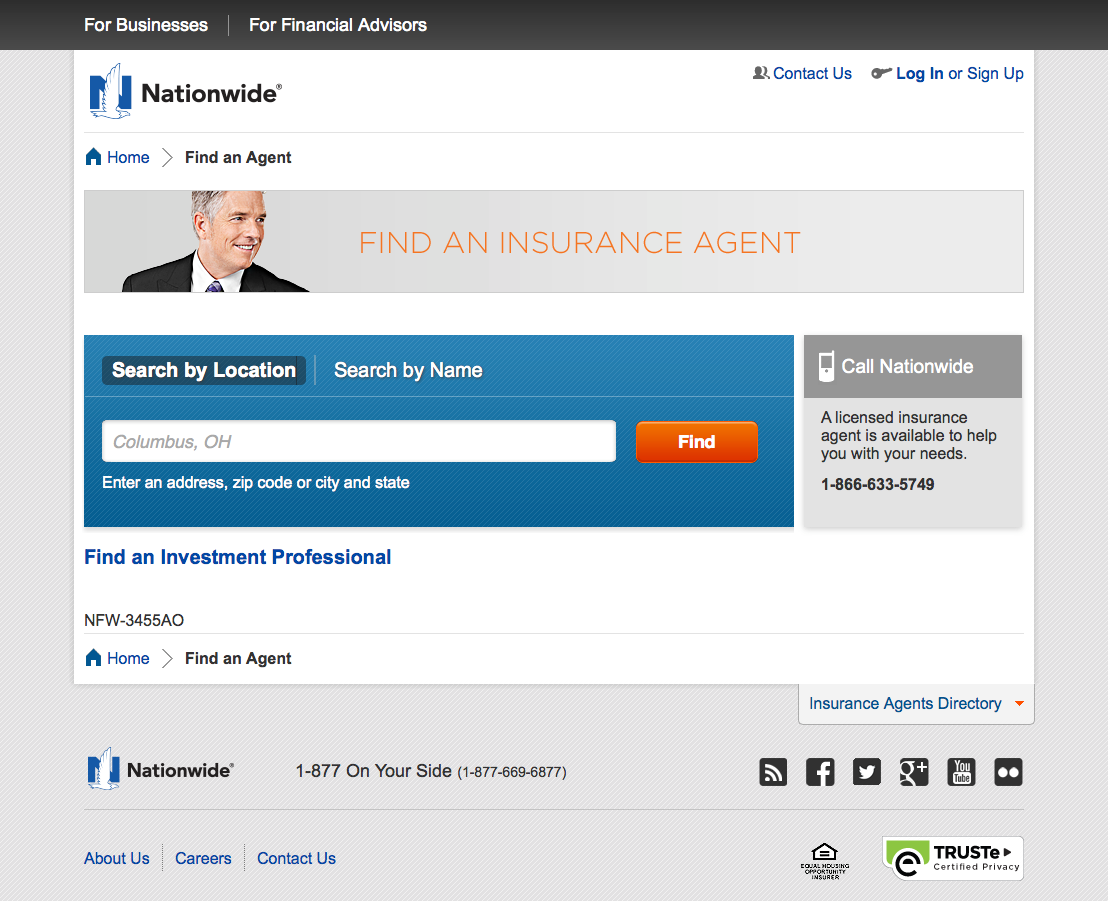 For Businesses For Financial Advisors
Nationwide®
Contact Us Log In or Sign Up
Home Find an Agent
FIND AN INSURANCE AGENT
Search by Location Search by Name
Columbus, OH
Find
Enter an address, zip code or city and state
Call Nationwide
A licensed insurance
agent is available to help
you with your needs.
1-866-633-5749
Find an Investment Professional
NFW-3455AO
Home Find an Agent
Insurance Agents Directory
Nationwide®
1-877 On Your Side (1-877-669-6877)
You
Tube
About Us Careers Contact Us
EQUAL HOUSING
OPPORTUNITY
INSURER
TRUSTe
Certified Privacy